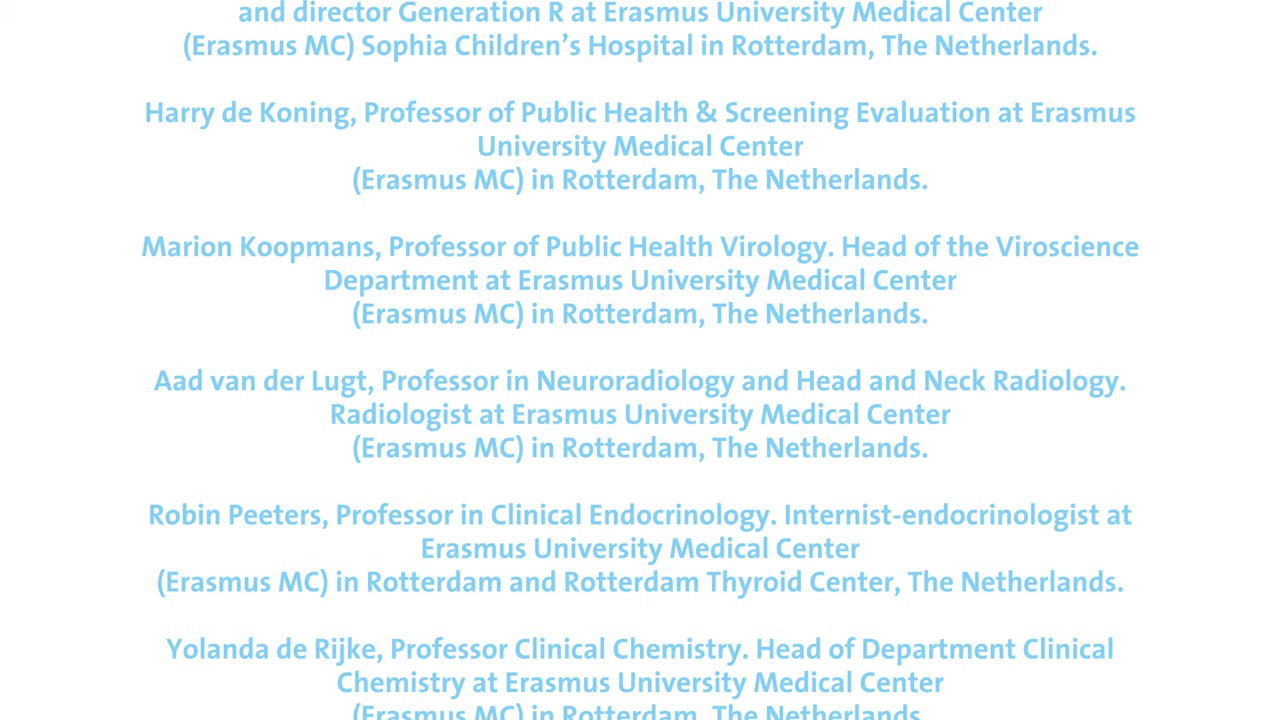 and director Generation R at Erasmus University Medical Center
(Erasmus MC) Sophia Children’s Hospital in Rotterdam, The Netherlands.
Harry de Koning, Professor of Public Health & Screening Evaluation at Erasmus
University Medical Center
(Erasmus MC) in Rotterdam, The Netherlands.
Marion Koopmans, Professor of Public Health Virology. Head of the Viroscience
Department at Erasmus University Medical Center
(Erasmus MC) in Rotterdam, The Netherlands.
Aad van der Lugt, Professor in Neuroradiology and Head and Neck Radiology.
Radiologist at Erasmus University Medical Center
(Erasmus MC) in Rotterdam, The Netherlands.
Robin Peeters, Professor in Clinical Endocrinology. Internist-endocrinologist at
Erasmus University Medical Center
(Erasmus MC) in Rotterdam and Rotterdam Thyroid Center, The Netherlands.
Yolanda de Rijke, Professor Clinical Chemistry. Head of Department Clinical
Chemistry at Erasmus University Medical Center
(Erasmus MC) in Rotterdam, The Netherlands.